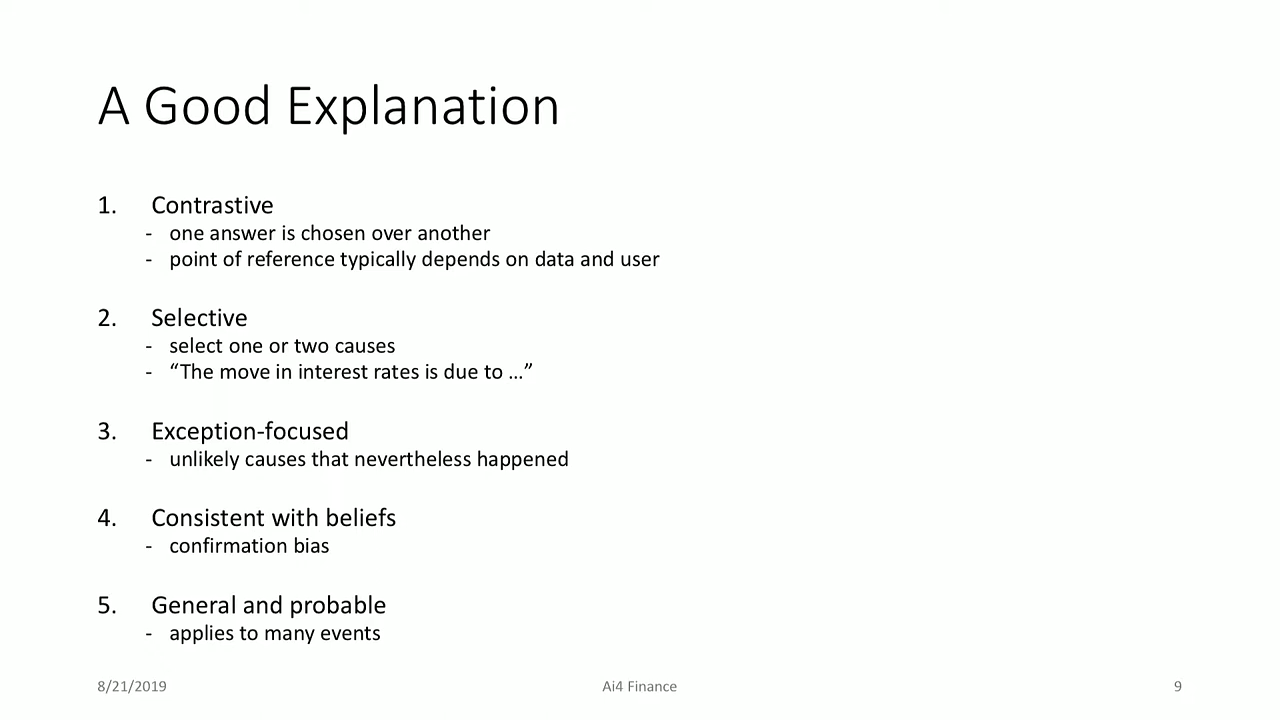 A Good Explanation
1. Contrastive
- one answer is chosen over another
- point of reference typically depends on data and user
2. Selective
- select one or two causes
- “The move in interest rates is due to …”
3. Exception-focused
- unlikely causes that nevertheless happened
4. Consistent with beliefs
- confirmation bias
5. General and probable
- applies to many events
8/21/2019 Ai4 Finance 9